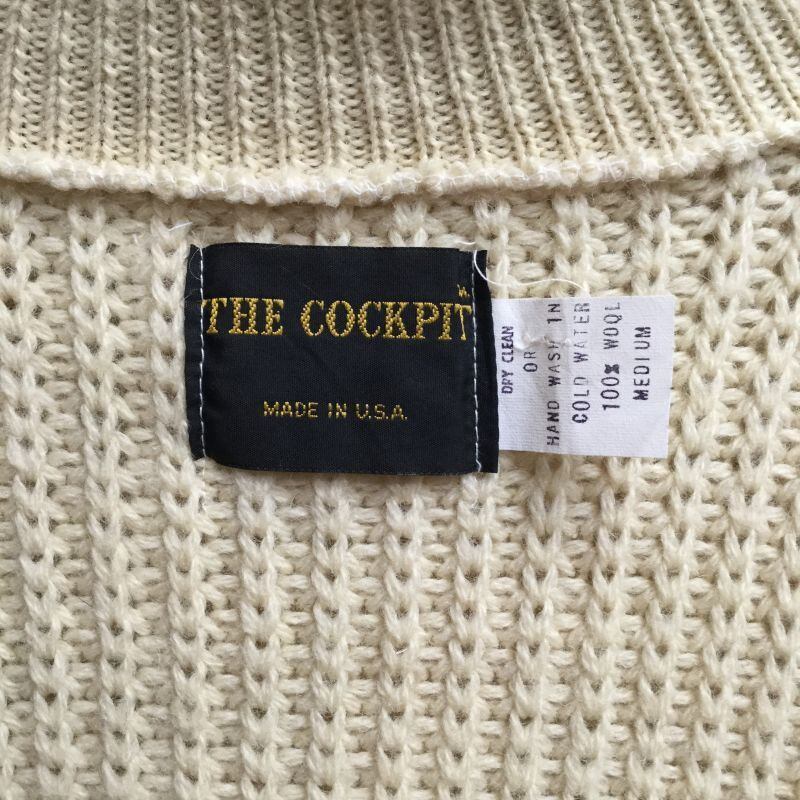 THE COCKPIT
MADE IN U.S.A.
DRY CLEAN
OR
HAND WASH IN
COLD WATER
100% WOOL
MEDIUM